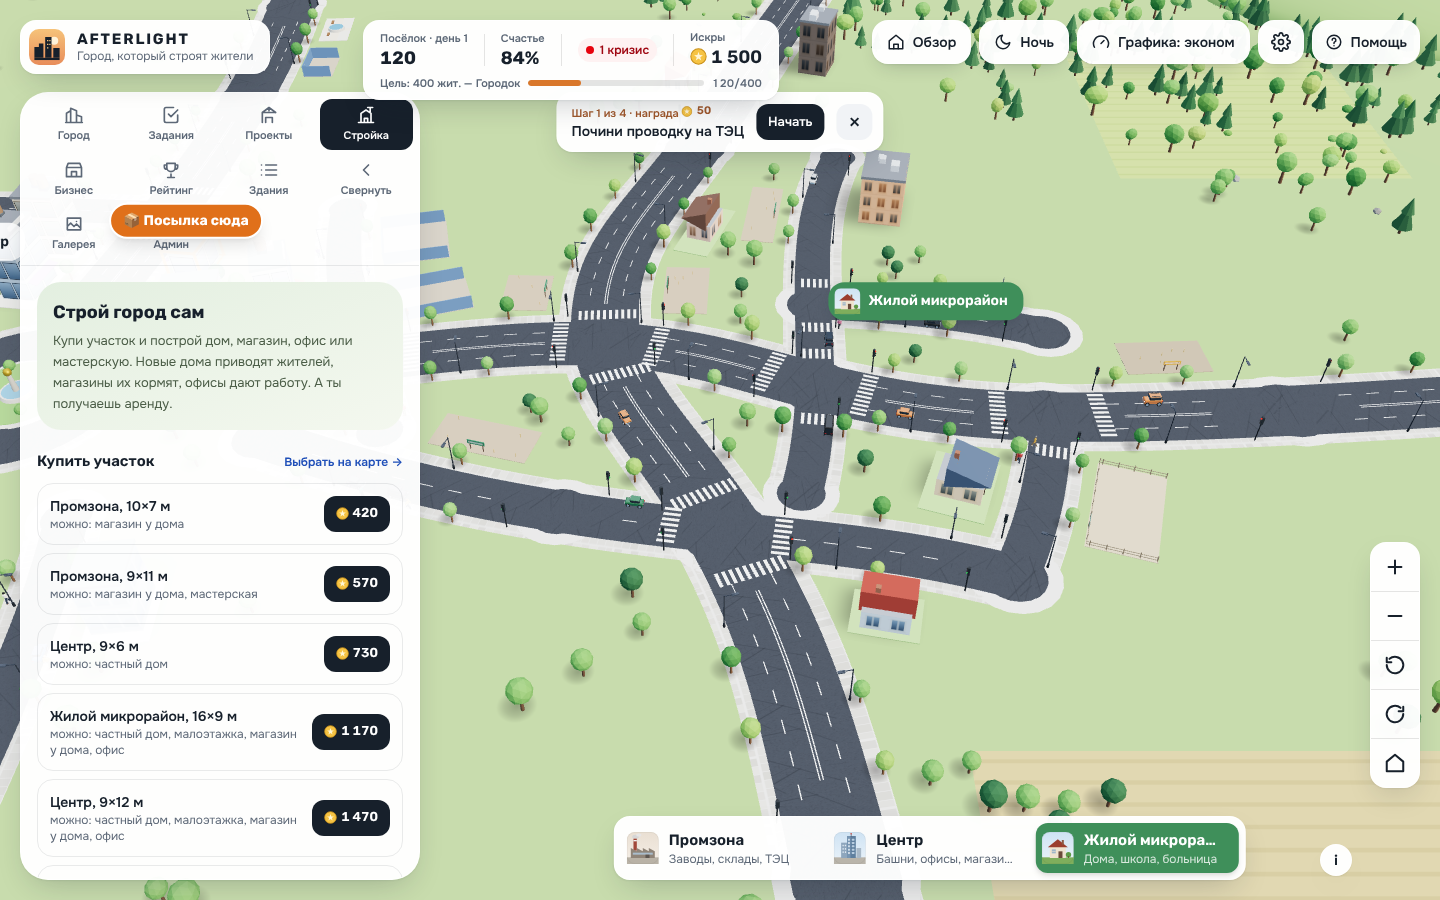 AFTERLIGHT
Город, который строят жители
Посёлок · день 1
120
Счастье
84%
1 кризис
Искры
1 500
Цель: 400 жит. — Городок
120/400
Обзор
Ночь
Графика: эконом
Помощь
Шаг 1 из 4 · награда 50
Почини проводку на ТЭЦ
Начать
Город
Задания
Проекты
Стройка
Бизнес
Рейтинг
Здания
Свернуть
Галерея
Админ
Посылка сюда
р
Строй город сам
Купи участок и построй дом, магазин, офис или
мастерскую. Новые дома приводят жителей,
магазины их кормят, офисы дают работу. А ты
получаешь аренду.
Купить участок
Выбрать на карте →
Промзона, 10×7 м
можно: магазин у дома
420
Промзона, 9×11 м
можно: магазин у дома, мастерская
570
Центр, 9×6 м
можно: частный дом
730
Жилой микрорайон, 16×9 м
можно: частный дом, малоэтажка, магазин
у дома, офис
1 170
Центр, 9×12 м
можно: частный дом, малоэтажка, магазин
у дома, офис
1 470
Жилой микрорайон
Промзона
Заводы, склады, ТЭЦ
Центр
Башни, офисы, магази...
Жилой микрора...
Дома, школа, больница
i